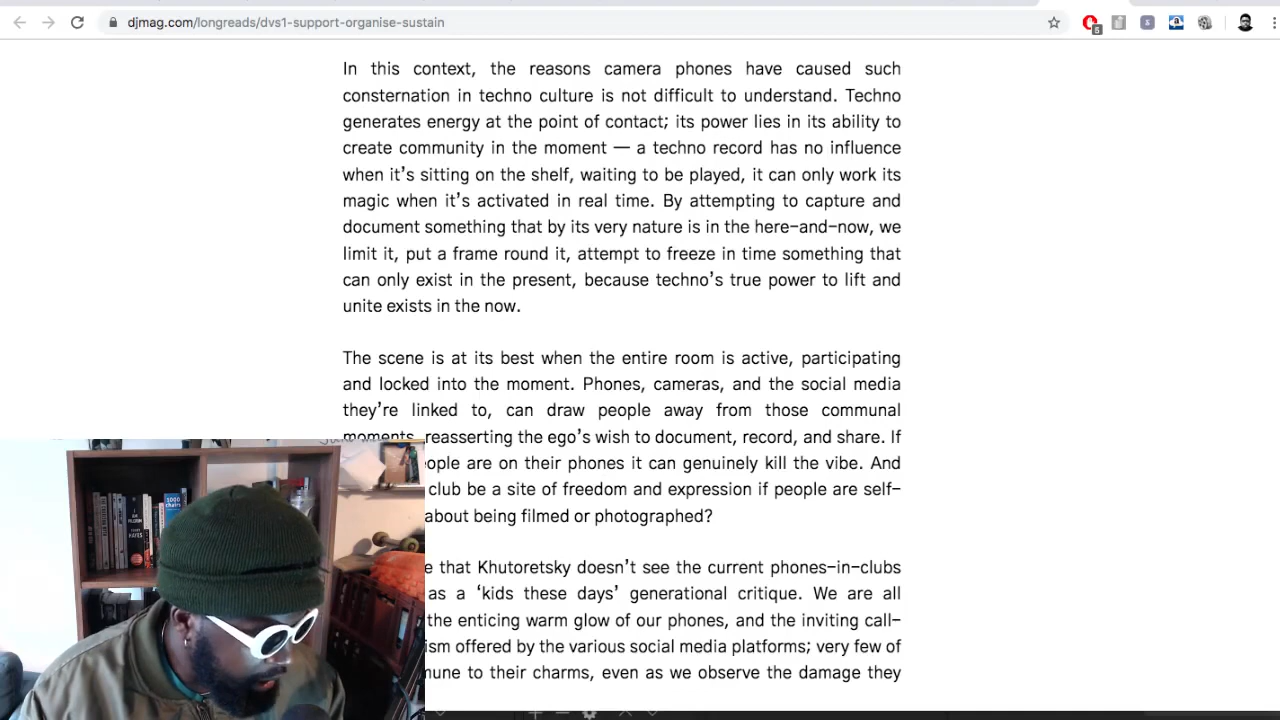 djmag.com/longreads/dvs1-support-organise-sustain
5
In this context, the reasons camera phones have caused such
consternation in techno culture is not difficult to understand. Techno
generates energy at the point of contact; its power lies in its ability to
create community in the moment — a techno record has no influence
when it's sitting on the shelf, waiting to be played, it can only work its
magic when it's activated in real time. By attempting to capture and
document something that by its very nature is in the here-and-now, we
limit it, put a frame round it, attempt to freeze in time something that
can only exist in the present, because techno's true power to lift and
unite exists in the now.
The scene is at its best when the entire room is active, participating
and locked into the moment. Phones, cameras, and the social media
they're linked to, can draw people away from those communal
moments, reasserting the ego's wish to document, record, and share. If
people are on their phones it can genuinely kill the vibe. And
club be a site of freedom and expression if people are self-
about being filmed or photographed?
that Khutoretsky doesn't see the current phones-in-clubs
as a 'kids these days' generational critique. We are all
the enticing warm glow of our phones, and the inviting call-
offered by the various social media platforms; very few of
to their charms, even as we observe the damage they
I AM PILGRIM
TERRY HAYES
1000 chairs